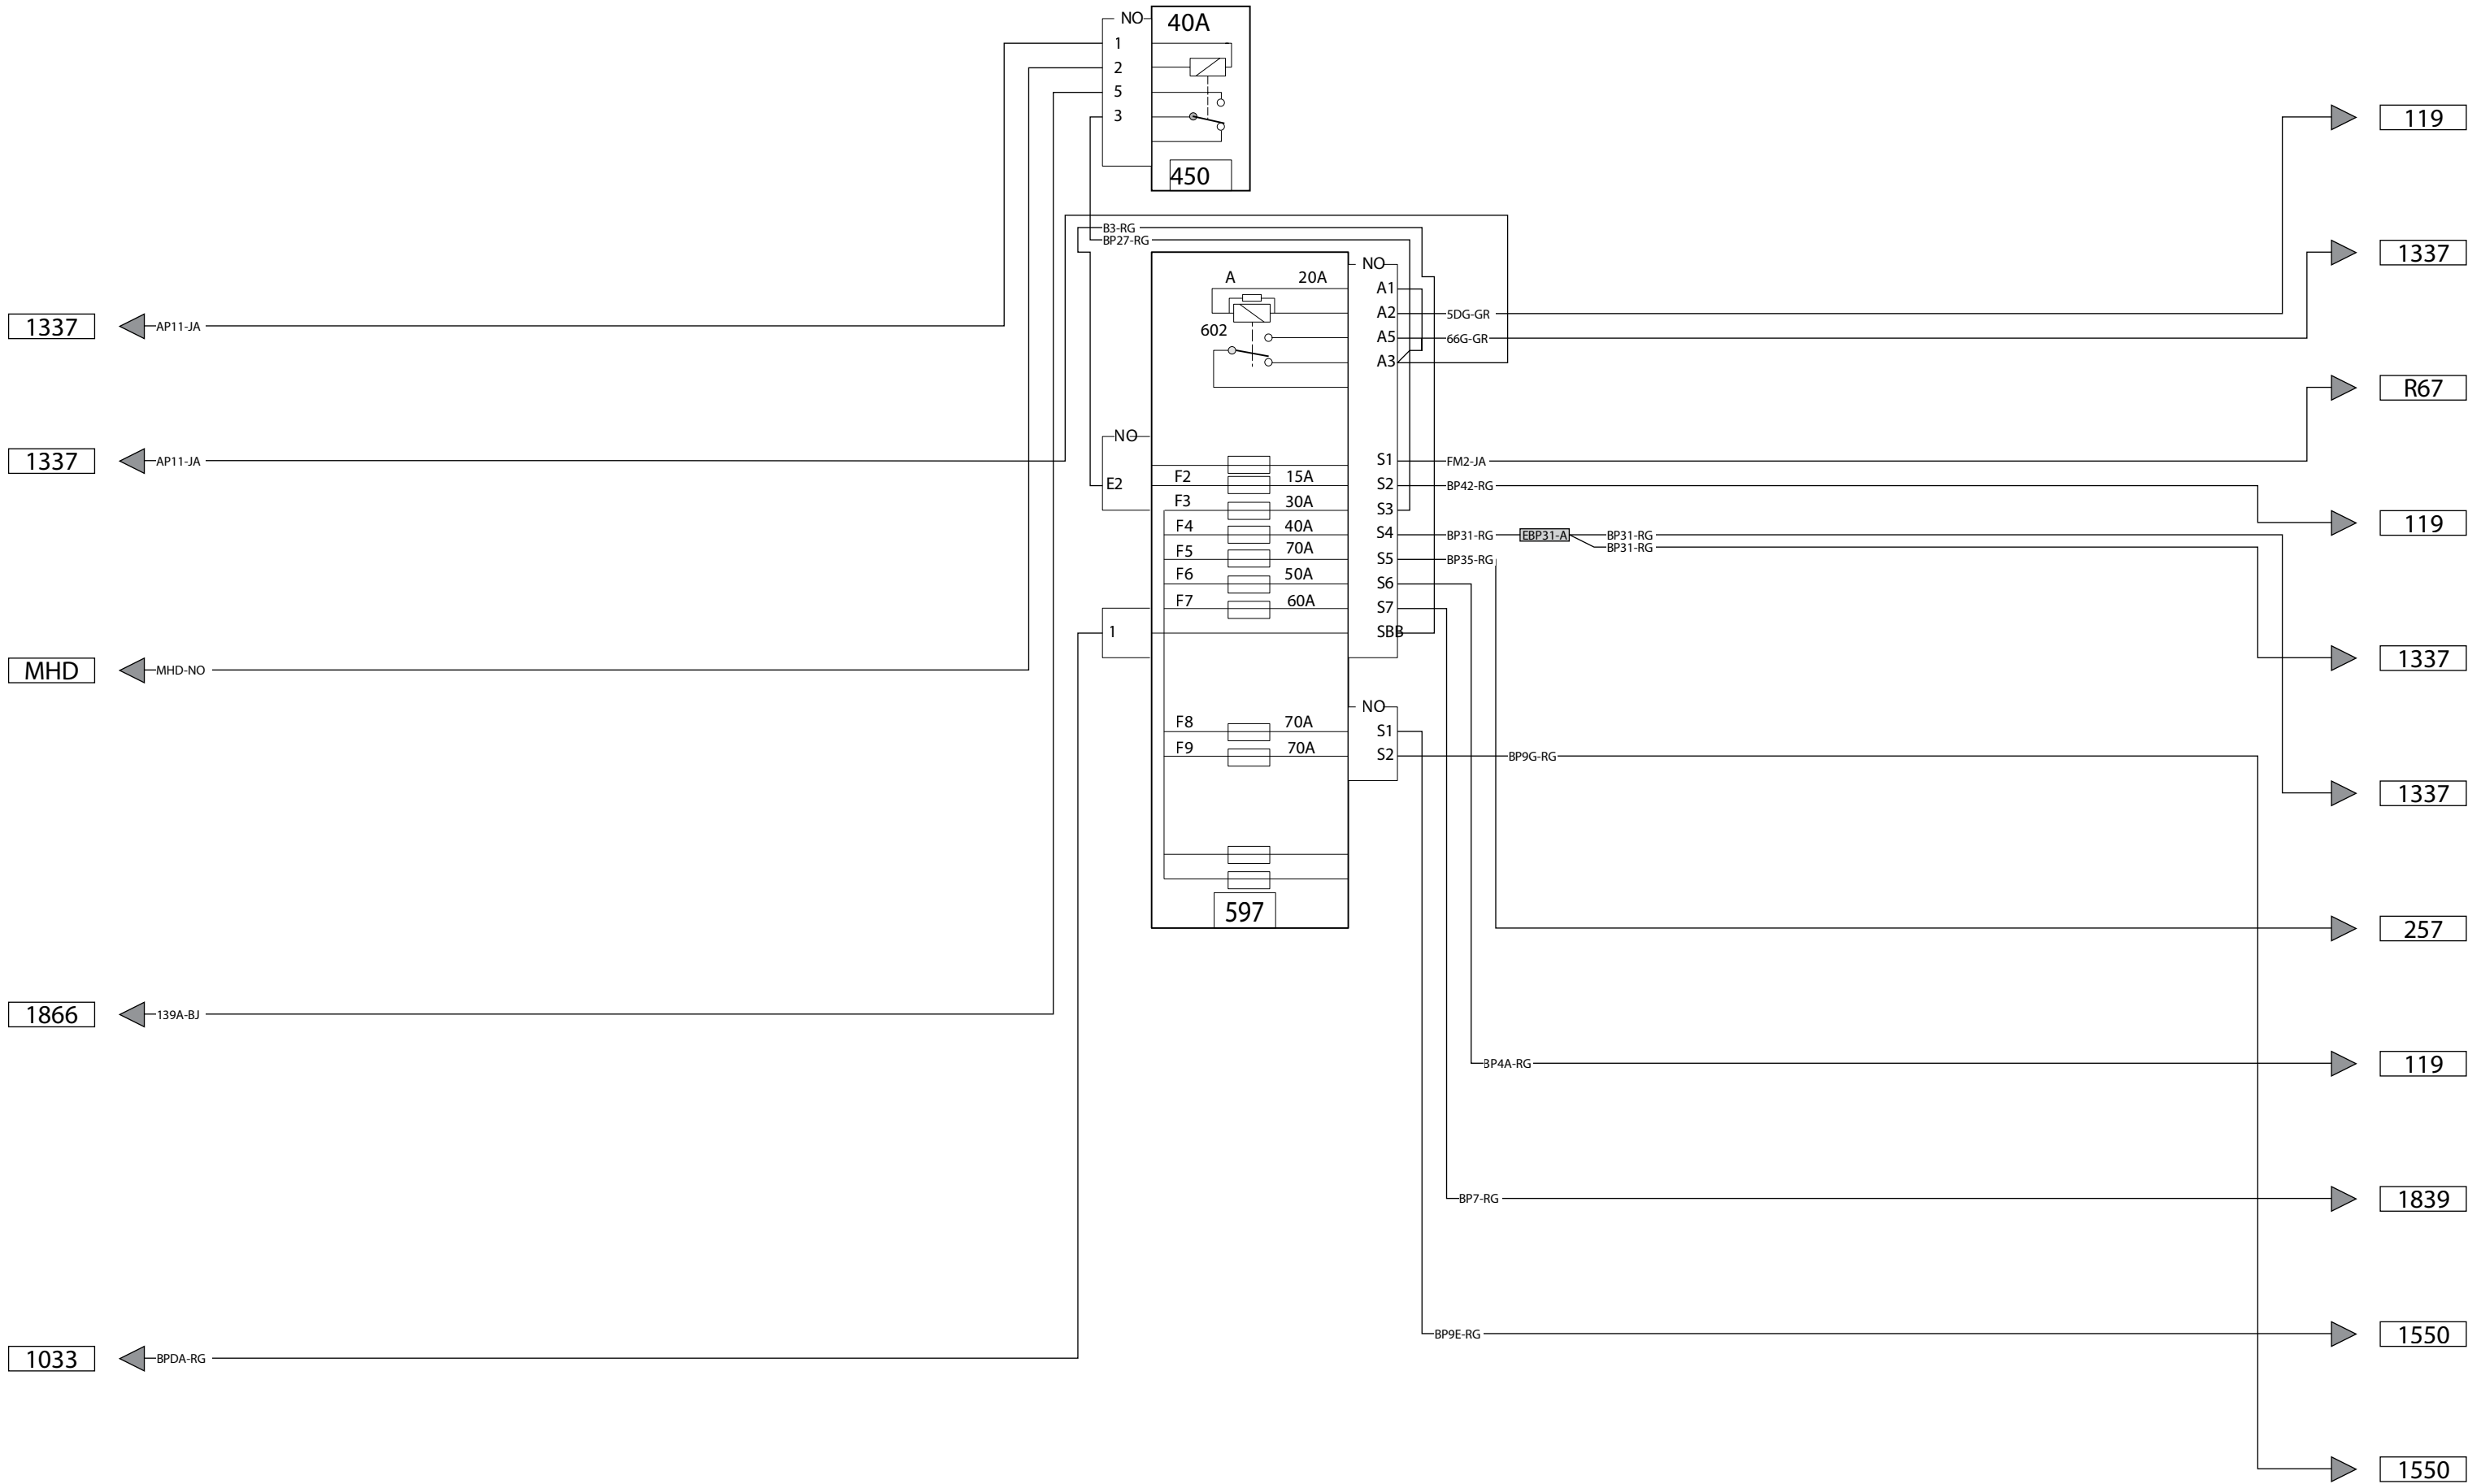 NO
40A
1
2
5
3
450
119
B3-RG
BP27-RG
1337
NO
A
20A
A1
A2
5DG-GR
602
A5
66G-GR
A3
1337
AP11-JA
R67
NO
1337
AP11-JA
S1
FM2-JA
E2
F2
15A
S2
BP42-RG
119
F3
30A
S3
F4
40A
S4
BP31-RG
EBP31-A
BP31-RG
BP31-RG
F5
70A
S5
BP35-RG
F6
50A
S6
F7
60A
S7
1
SBB
1337
MHD
MHD-NO
NO
F8
70A
S1
F9
70A
S2
BP9G-RG
1337
597
257
1866
139A-BJ
BP4A-RG
119
BP7-RG
1839
BP9E-RG
1550
1033
BPDA-RG
1550